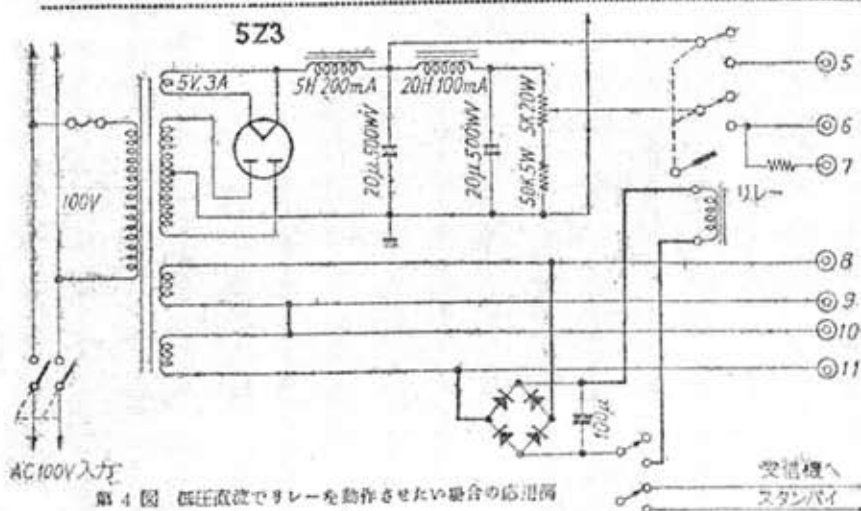 5Z3
5V.3A
5H 200mA
20H 100mA
20μ.500WV
20μ.500WV
5K.20W
50K.5W
100V
5
6
7
リレー
8
9
10
11
100μ
AC100V入力
受信機へ
スタンバイ
第4図 低圧直流でリレーを動作させたい場合の応用例